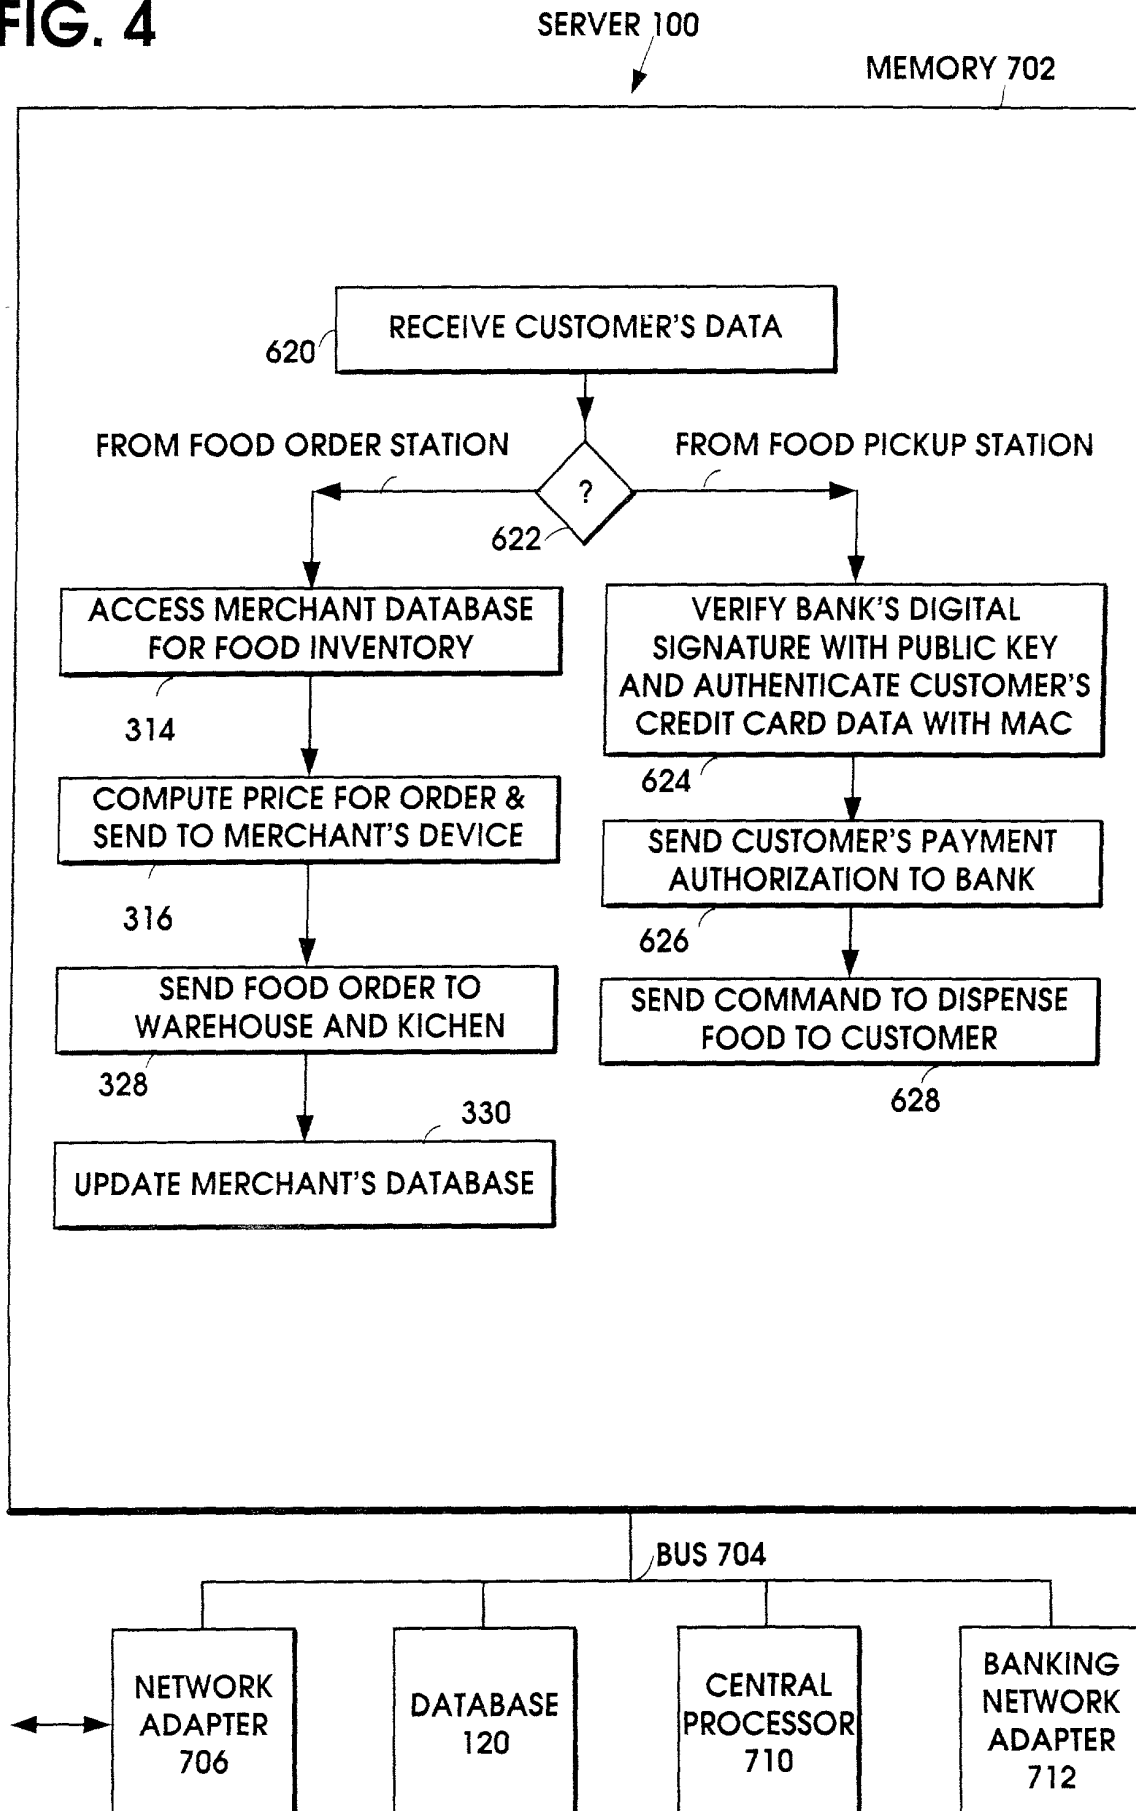 FIG. 4
SERVER 100
MEMORY 702
RECEIVE CUSTOMER'S DATA
620
FROM FOOD ORDER STATION
FROM FOOD PICKUP STATION
?
622
ACCESS MERCHANT DATABASE
FOR FOOD INVENTORY
314
COMPUTE PRICE FOR ORDER &
SEND TO MERCHANT'S DEVICE
316
SEND FOOD ORDER TO
WAREHOUSE AND KICHEN
328
330
UPDATE MERCHANT'S DATABASE
VERIFY BANK'S DIGITAL
SIGNATURE WITH PUBLIC KEY
AND AUTHENTICATE CUSTOMER'S
CREDIT CARD DATA WITH MAC
624
SEND CUSTOMER'S PAYMENT
AUTHORIZATION TO BANK
626
SEND COMMAND TO DISPENSE
FOOD TO CUSTOMER
628
BUS 704
NETWORK
ADAPTER
706
DATABASE
120
CENTRAL
PROCESSOR
710
BANKING
NETWORK
ADAPTER
712